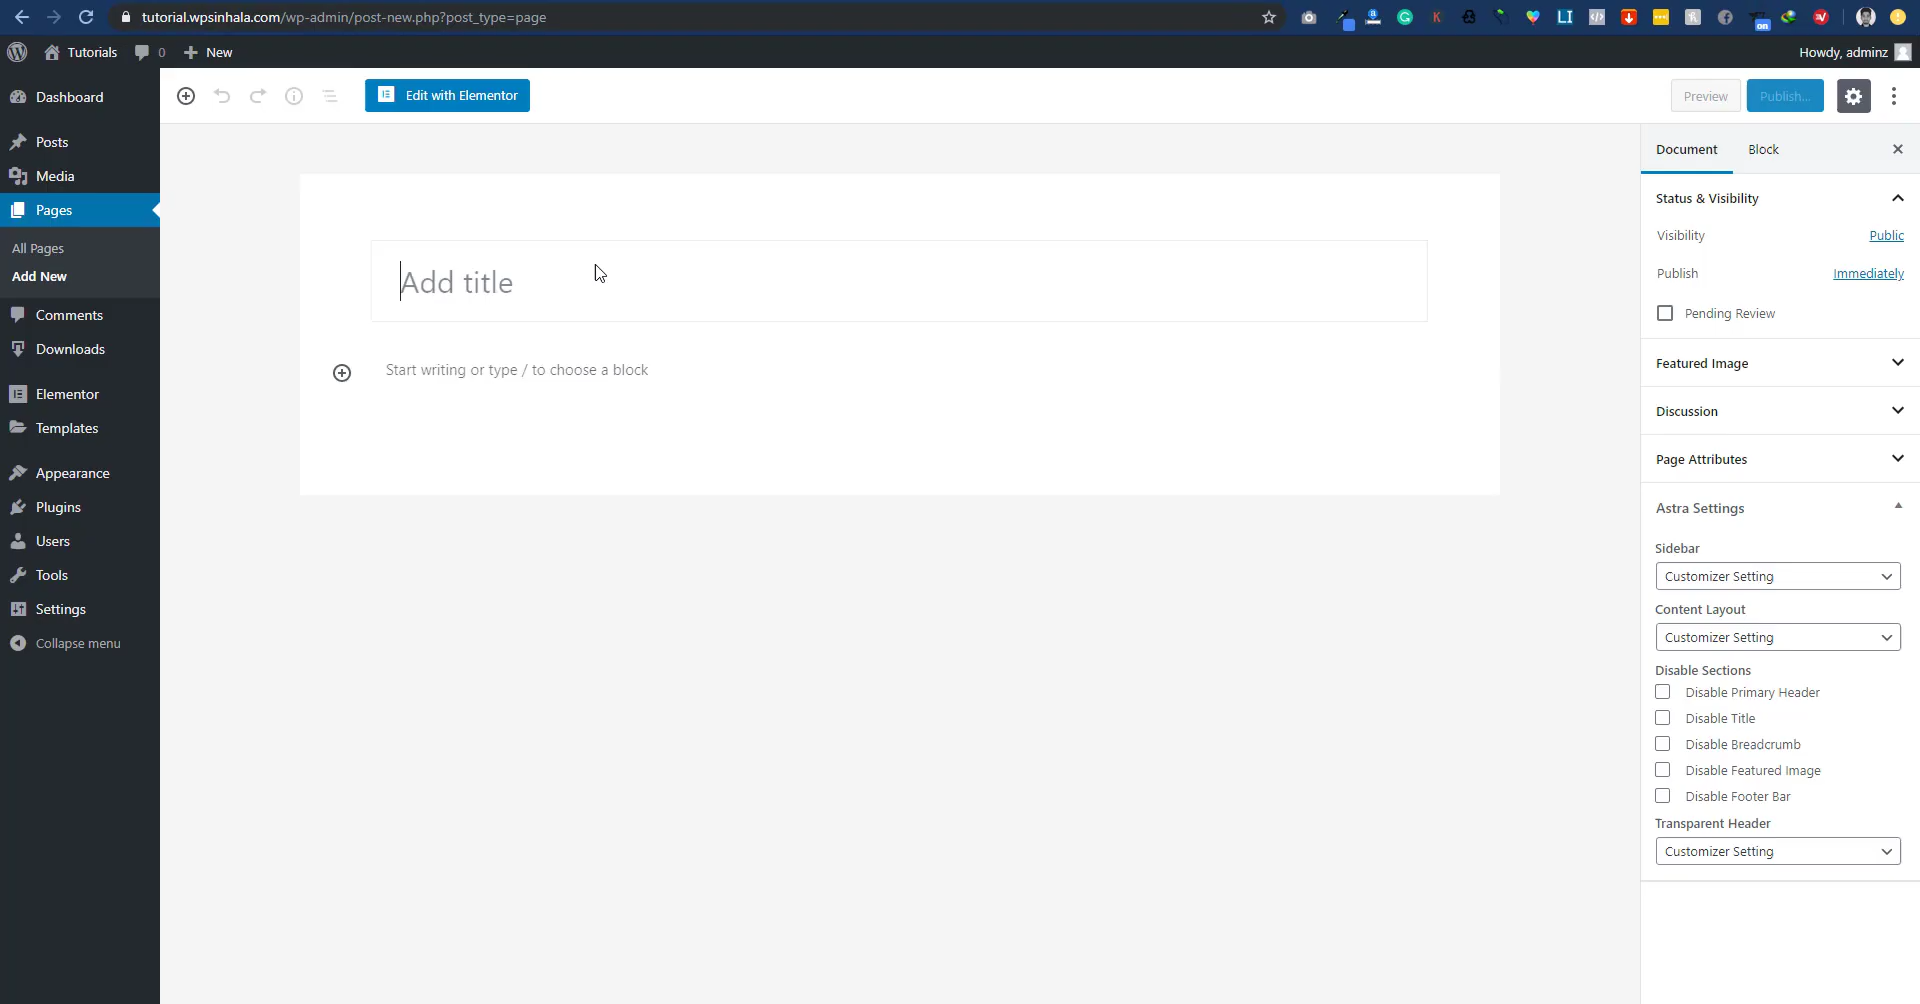 tutorial.wpsinhala.com/wp-admin/post-new.php?post_type=page
Tutorials 0 New
Howdy, adminz
Dashboard
Posts
Media
Pages
All Pages
Add New
Comments
Downloads
Elementor
Templates
Appearance
Plugins
Users
Tools
Settings
Collapse menu
Edit with Elementor
Preview
Publish...
Add title
Start writing or type / to choose a block
Document Block
Status & Visibility
Visibility Public
Publish Immediately
Pending Review
Featured Image
Discussion
Page Attributes
Astra Settings
Sidebar
Customizer Setting
Content Layout
Customizer Setting
Disable Sections
Disable Primary Header
Disable Title
Disable Breadcrumb
Disable Featured Image
Disable Footer Bar
Transparent Header
Customizer Setting